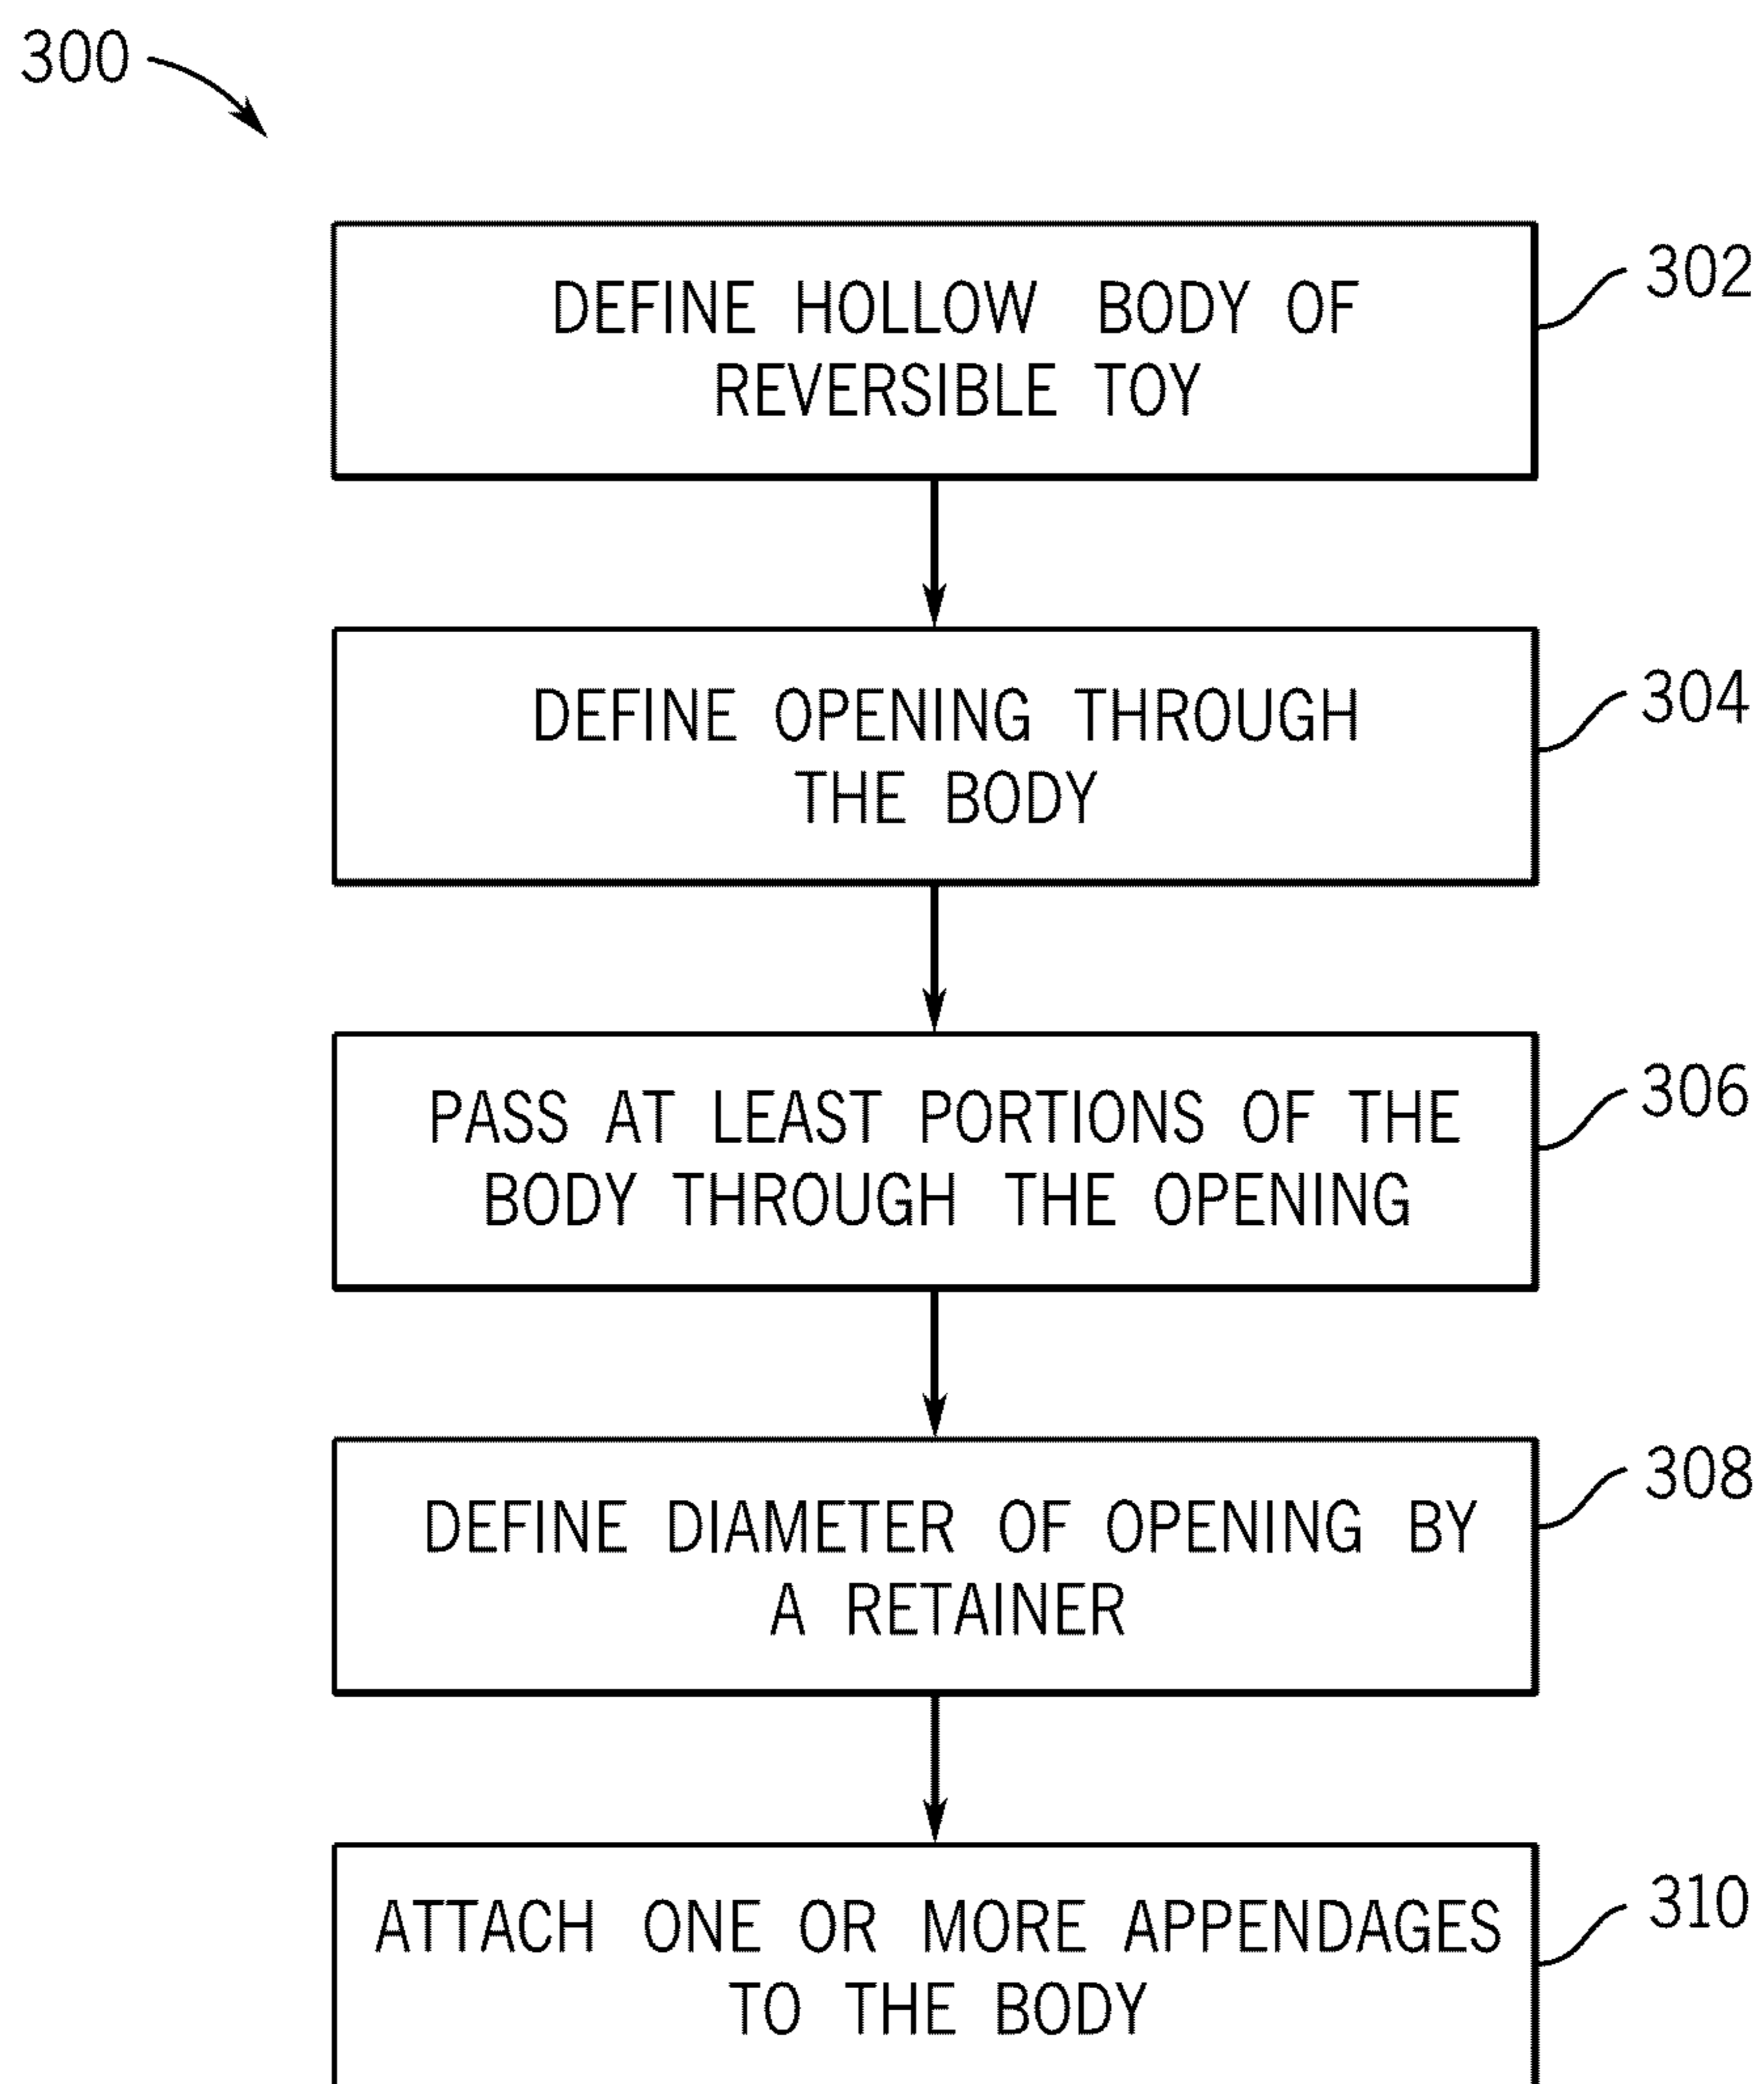 300
DEFINE HOLLOW BODY OF
REVERSIBLE TOY
302
DEFINE OPENING THROUGH
THE BODY
304
PASS AT LEAST PORTIONS OF THE
BODY THROUGH THE OPENING
306
DEFINE DIAMETER OF OPENING BY
A RETAINER
308
ATTACH ONE OR MORE APPENDAGES
TO THE BODY
310